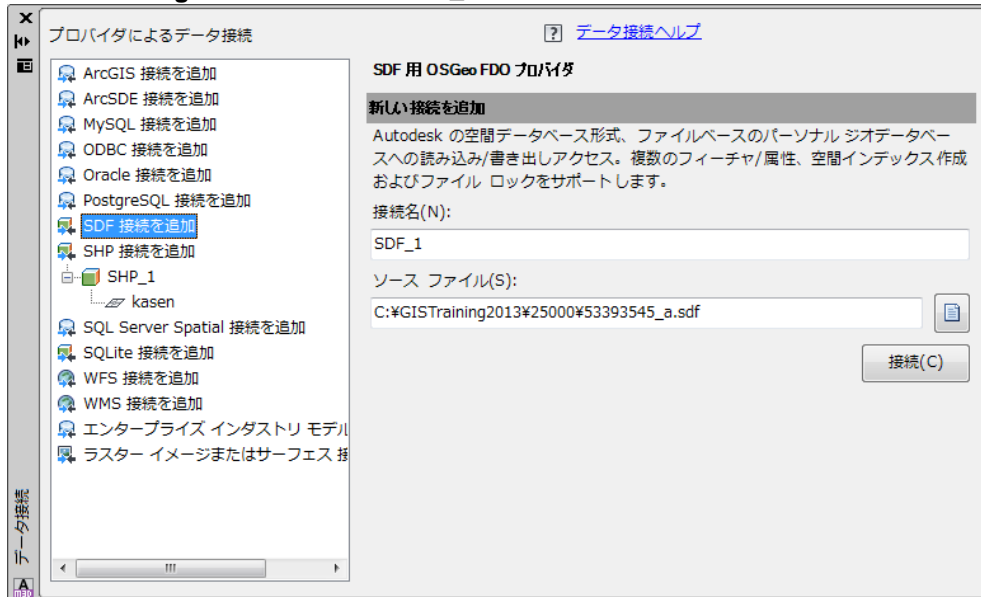 プロバイダによるデータ接続
? データ接続ヘルプ
ArcGIS 接続を追加
ArcSDE 接続を追加
MySQL 接続を追加
ODBC 接続を追加
Oracle 接続を追加
PostgreSQL 接続を追加
SDF 接続を追加
SHP 接続を追加
SHP_1
kasen
SQL Server Spatial 接続を追加
SQLite 接続を追加
WFS 接続を追加
WMS 接続を追加
エンタープライズ インダストリ モデル
ラスター イメージまたはサーフェス 接
SDF 用 OSGeo FDO プロバイダ
新しい接続を追加
Autodesk の空間データベース形式、ファイルベースのパーソナル ジオデータベー
スへの読み込み/書き出しアクセス。複数のフィーチャ/属性、空間インデックス作成
およびファイル ロックをサポートします。
接続名(N):
SDF_1
ソース ファイル(S):
C:¥GISTraining2013¥25000¥53393545_a.sdf
接続(C)
データ接続